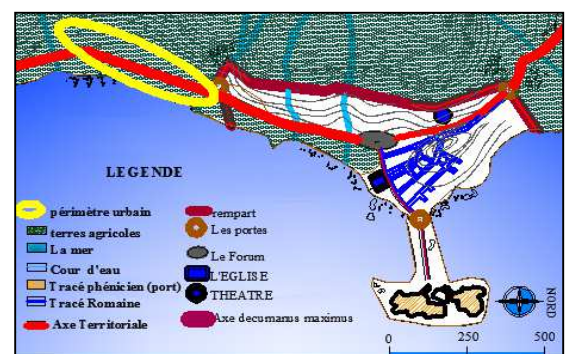 LEGENDE
périmètre urbain
terres agricoles
La mer
Cour d'eau
Tracé phénicien (port)
Tracé Romaine
Axe Territoriale
rempart
Les portes
Le Forum
L'EGLISE
THEATRE
Axe decumanus maximus
NORD
0 250 500